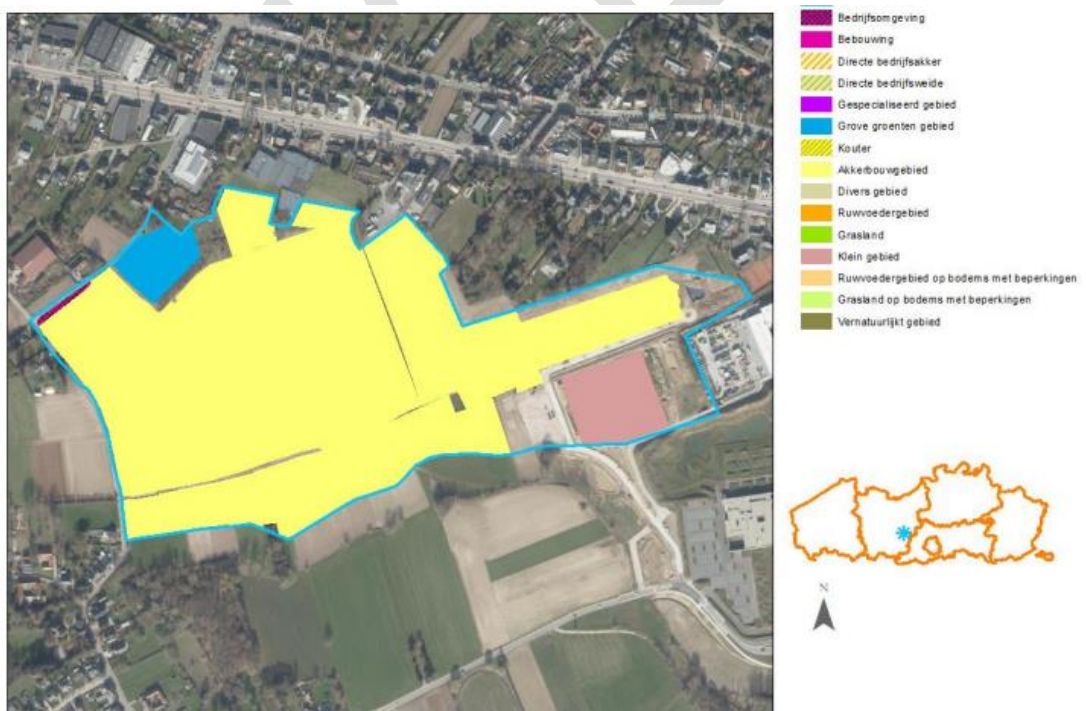 Bedrijfsomgeving
Bebouwing
Directe bedrijfsakker
Directe bedrijfsweide
Gespecialiseerd gebied
Grove groenten gebied
Kouter
Akkerbouwgebied
Divers gebied
Ruwvoedergebied
Grasland
Klein gebied
Ruwvoedergebied op bodems met beperkingen
Grasland op bodems met beperkingen
Vernatuurlijkt gebied
N